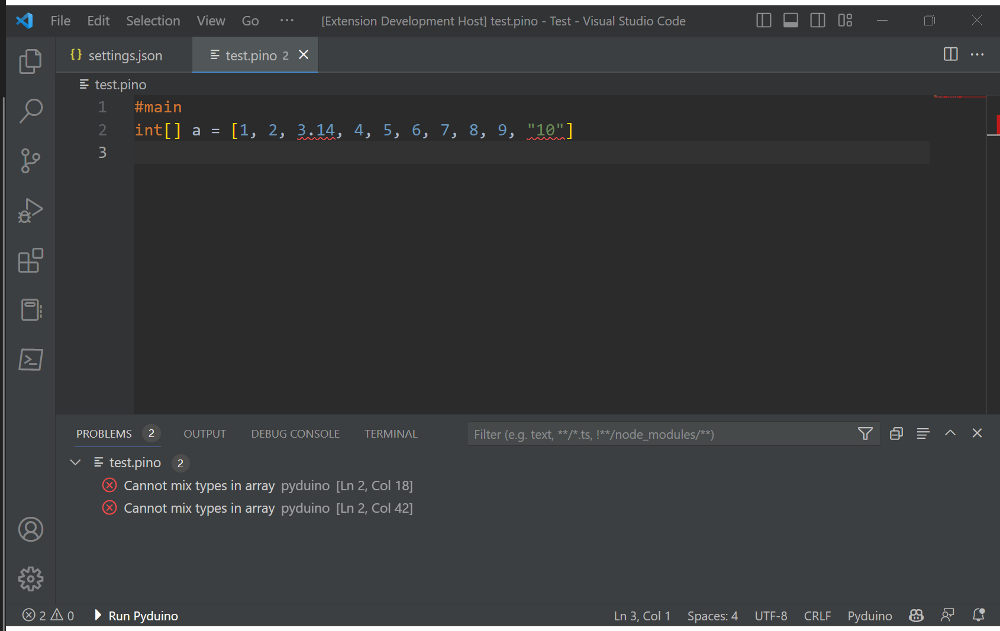 File Edit Selection View Go ··· [Extension Development Host] test.pino - Test - Visual Studio Code
{} settings.json test.pino 2
test.pino
1 #main
2 int[] a = [1, 2, 3.14, 4, 5, 6, 7, 8, 9, "10"]
3
PROBLEMS 2 OUTPUT DEBUG CONSOLE TERMINAL Filter (e.g. text, **/*.ts, !**/node_modules/**)
test.pino 2
Cannot mix types in array pyduino [Ln 2, Col 18]
Cannot mix types in array pyduino [Ln 2, Col 42]
2 0 Run Pyduino Ln 3, Col 1 Spaces: 4 UTF-8 CRLF Pyduino